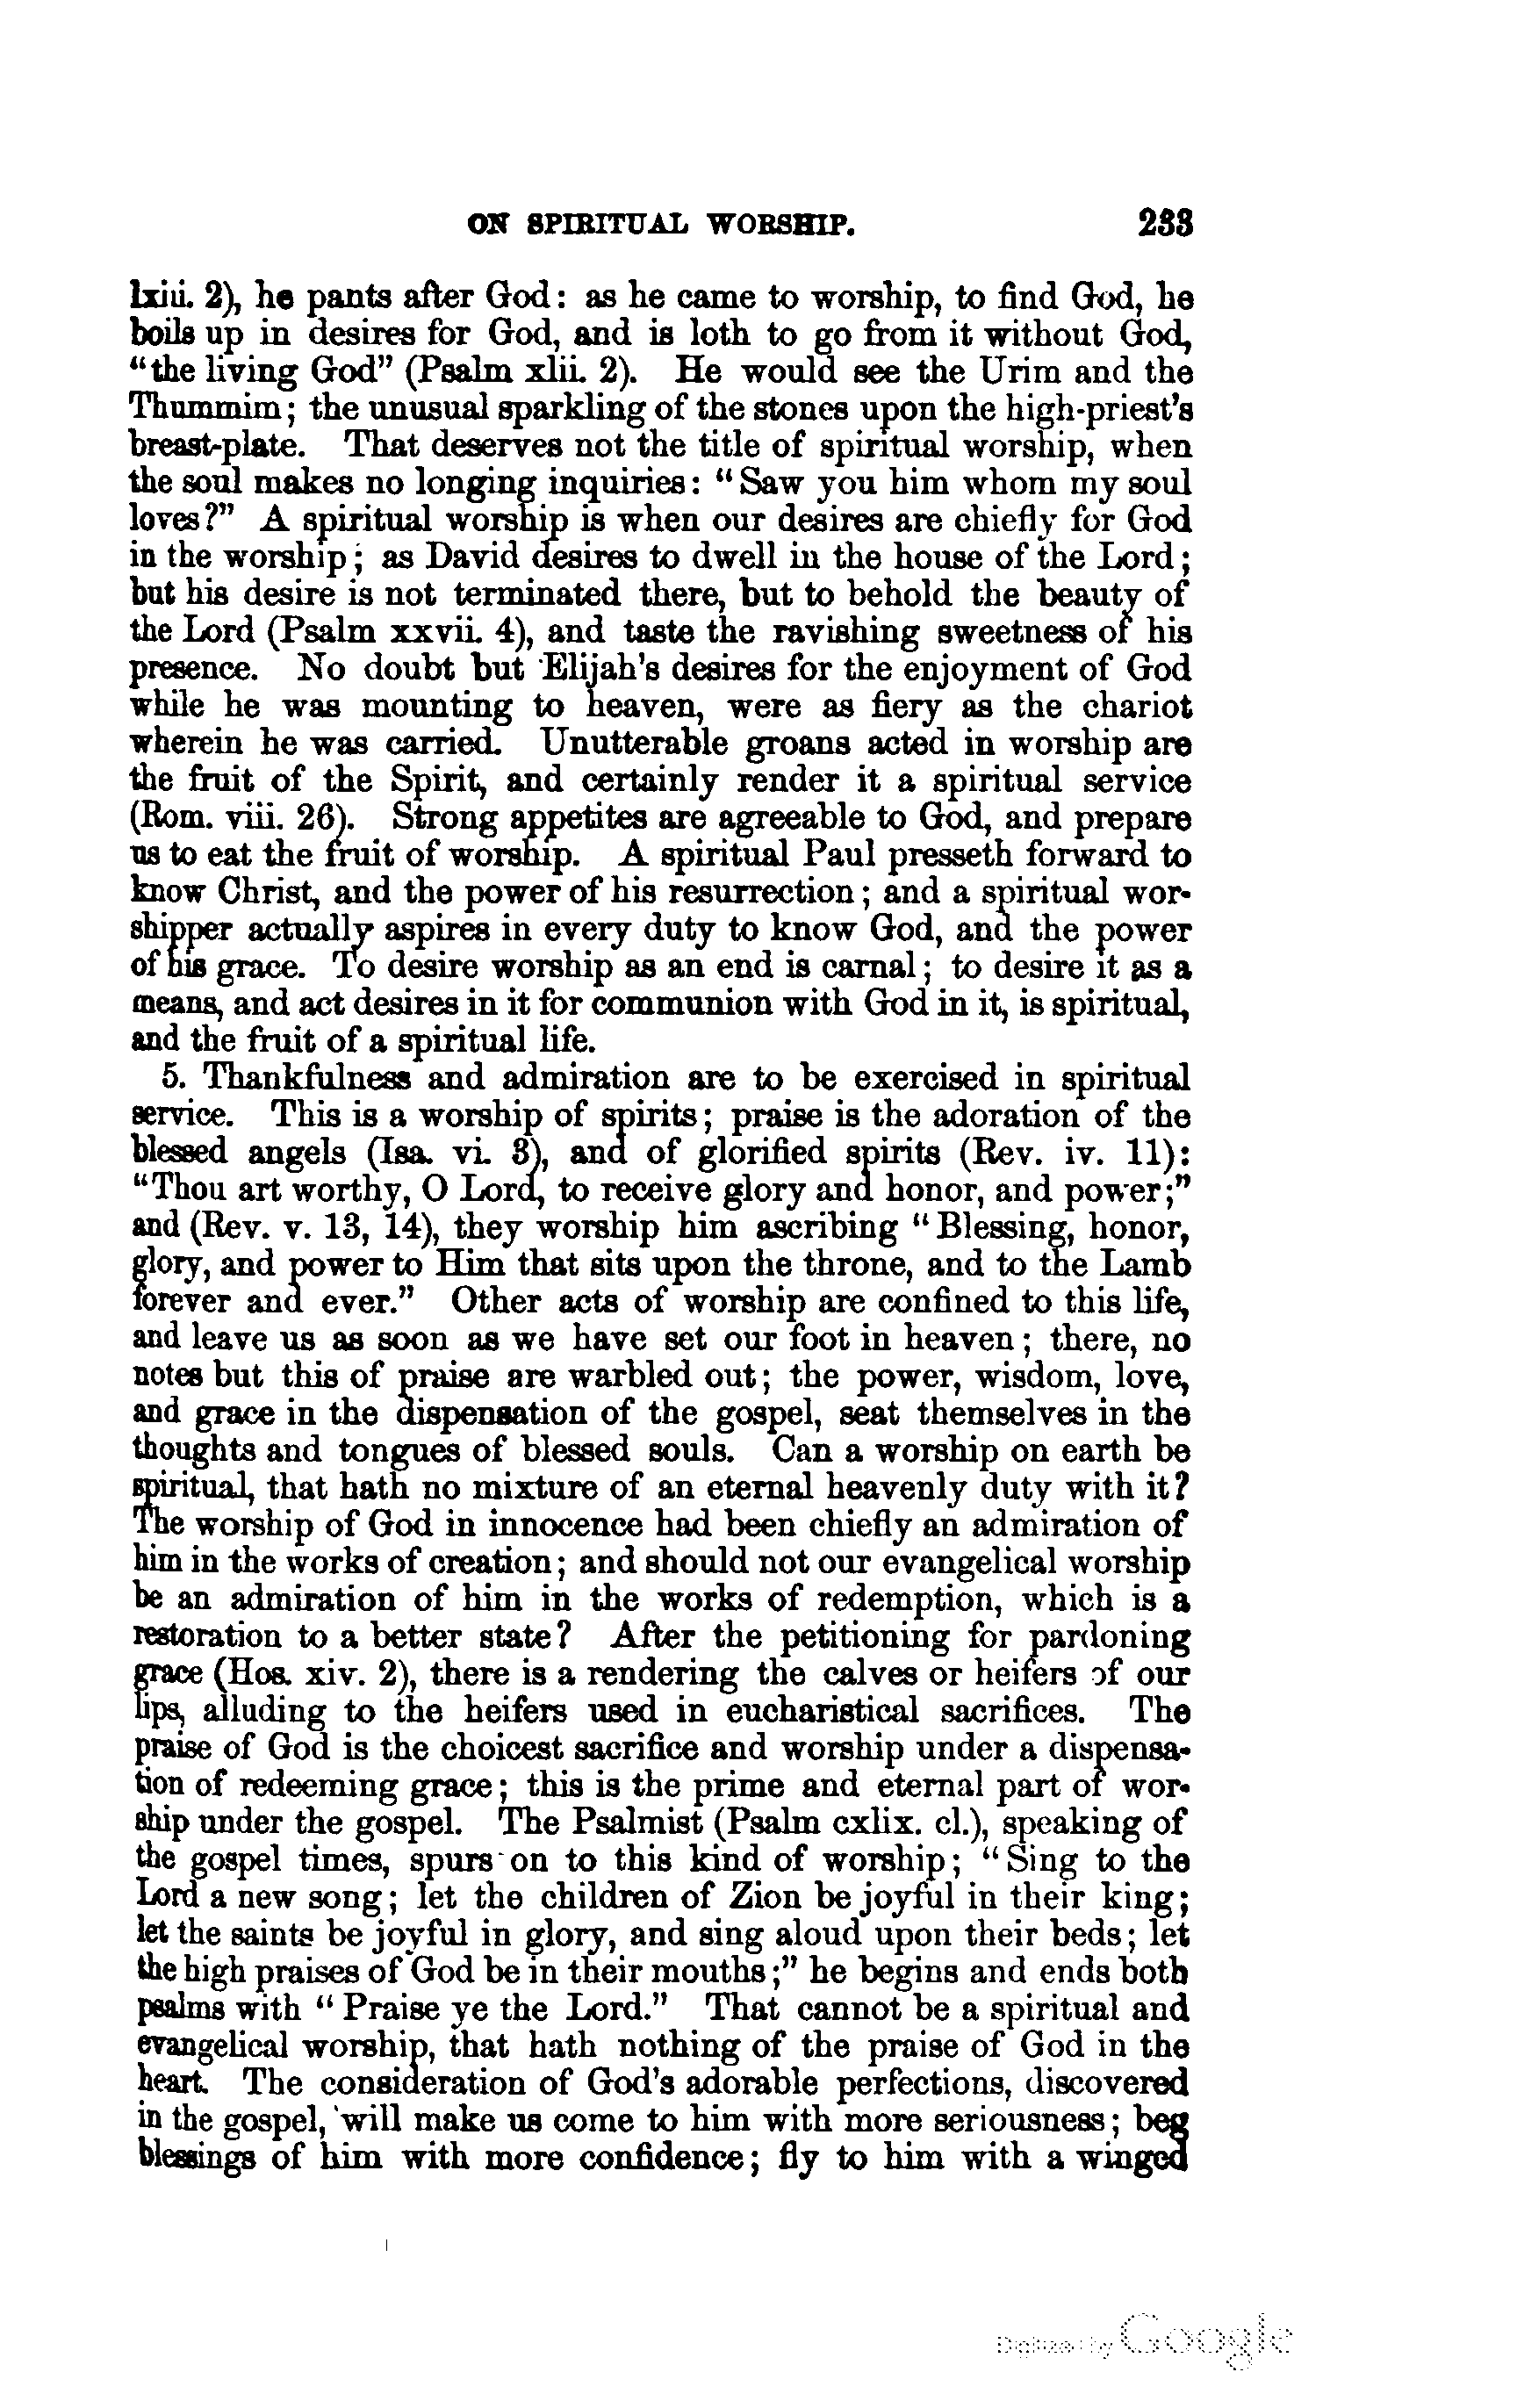 ON SPIRITUAL WORSHIP. 233
lxiii. 2), he pants after God: as he came to worship, to find God, he
boils up in desires for God, and is loth to go from it without God,
“the living God” (Psalm xlii. 2). He would see the Urim and the
Thummim; the unusual sparkling of the stones upon the high-priest’s
breast-plate. That deserves not the title of spiritual worship, when
the soul makes no longing inquiries: “Saw you him whom my soul
loves?” A spiritual worship is when our desires are chiefly for God
in the worship; as David desires to dwell in the house of the Lord;
but his desire is not terminated there, but to behold the beauty of
the Lord (Psalm xxvii. 4), and taste the ravishing sweetness of his
presence. No doubt but Elijah’s desires for the enjoyment of God
while he was mounting to heaven, were as fiery as the chariot
wherein he was carried. Unutterable groans acted in worship are
the fruit of the Spirit, and certainly render it a spiritual service
(Rom. viii. 26). Strong appetites are agreeable to God, and prepare
us to eat the fruit of worship. A spiritual Paul presseth forward to
know Christ, and the power of his resurrection; and a spiritual wor-
shipper actually aspires in every duty to know God, and the power
of his grace. To desire worship as an end is carnal; to desire it as a
means, and act desires in it for communion with God in it, is spiritual,
and the fruit of a spiritual life.
5. Thankfulness and admiration are to be exercised in spiritual
service. This is a worship of spirits; praise is the adoration of the
blessed angels (Isa. vi. 3), and of glorified spirits (Rev. iv. 11):
“Thou art worthy, O Lord, to receive glory and honor, and power;”
and (Rev. v. 13, 14), they worship him ascribing “Blessing, honor,
glory, and power to Him that sits upon the throne, and to the Lamb
forever and ever.” Other acts of worship are confined to this life,
and leave us as soon as we have set our foot in heaven; there, no
notes but this of praise are warbled out; the power, wisdom, love,
and grace in the dispensation of the gospel, seat themselves in the
thoughts and tongues of blessed souls. Can a worship on earth be
spiritual, that hath no mixture of an eternal heavenly duty with it?
The worship of God in innocence had been chiefly an admiration of
him in the works of creation; and should not our evangelical worship
be an admiration of him in the works of redemption, which is a
restoration to a better state? After the petitioning for pardoning
grace (Hos. xiv. 2), there is a rendering the calves or heifers of our
lips, alluding to the heifers used in eucharistical sacrifices. The
praise of God is the choicest sacrifice and worship under a dispensa-
tion of redeeming grace; this is the prime and eternal part of wor-
ship under the gospel. The Psalmist (Psalm cxlix. cl.), speaking of
the gospel times, spurs on to this kind of worship; “Sing to the
Lord a new song; let the children of Zion be joyful in their king;
let the saints be joyful in glory, and sing aloud upon their beds; let
the high praises of God be in their mouths;” he begins and ends both
psalms with “Praise ye the Lord.” That cannot be a spiritual and
evangelical worship, that hath nothing of the praise of God in the
heart. The consideration of God’s adorable perfections, discovered
in the gospel, will make us come to him with more seriousness; beg
blessings of him with more confidence; fly to him with a winged
Digitized by Google